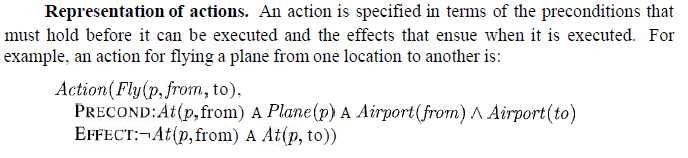 Representation of actions. An action is specified in terms of the preconditions that
must hold before it can be executed and the effects that ensue when it is executed. For
example, an action for flying a plane from one location to another is:
Action(Fly(p, from, to),
PRECOND:At(p,from) A Plane(p) A Airport(from) ∧ Airport(to)
EFFECT:¬At(p,from) A At(p, to))